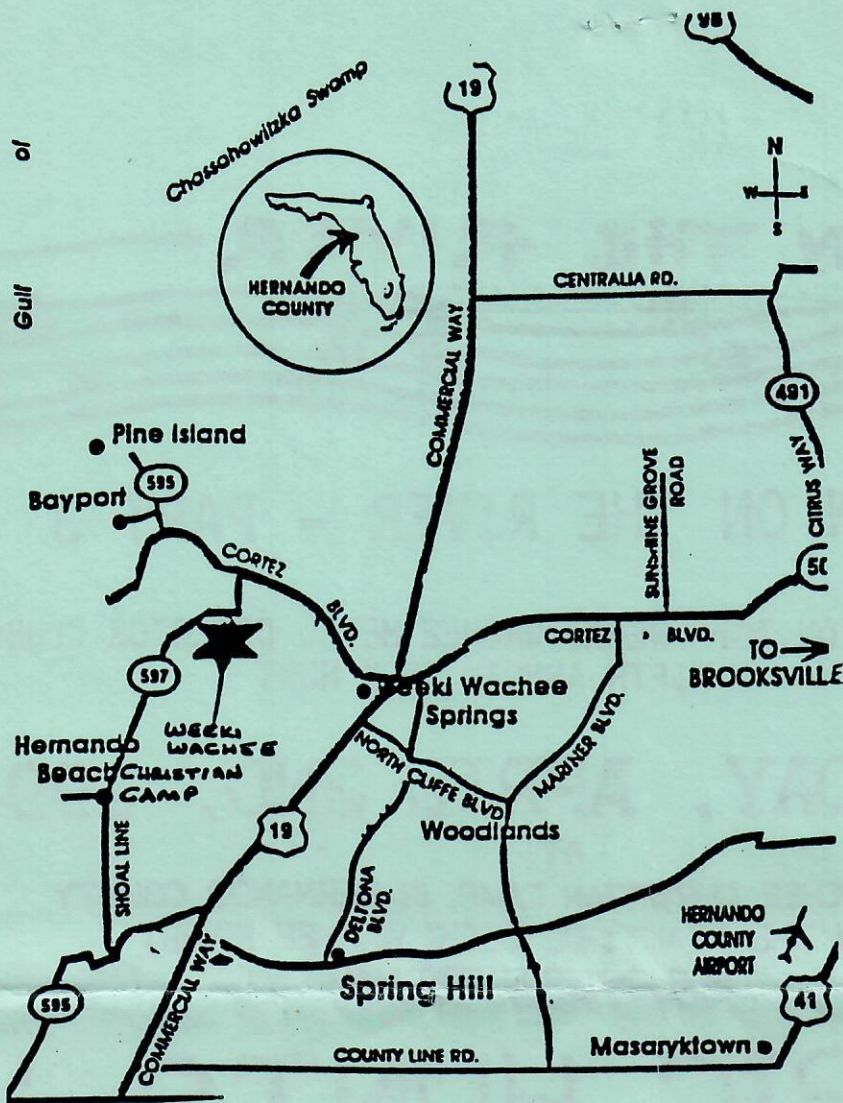 98
19
Chassahowitzka Swamp
of
Gulf
N
W E
S
HERNANDO
COUNTY
CENTRALIA RD.
COMMERCIAL WAY
491
CITRUS WAY
Pine Island
595
Bayport
SUNSHINE GROVE
ROAD
50
CORTEZ
BLVD.
CORTEZ BLVD.
TO
BROOKSVILLE
597
Weeki Wachee
Springs
WEEKI
WACHEE
CHRISTIAN
CAMP
Hernando
Beach
NORTH CLIFFE BLVD
MARINER BLVD.
Woodlands
19
SHOAL LINE
DELTONA
BLVD.
HERNANDO
COUNTY
AIRPORT
COMMERCIAL WAY
Spring Hill
595
41
COUNTY LINE RD.
Masaryktown